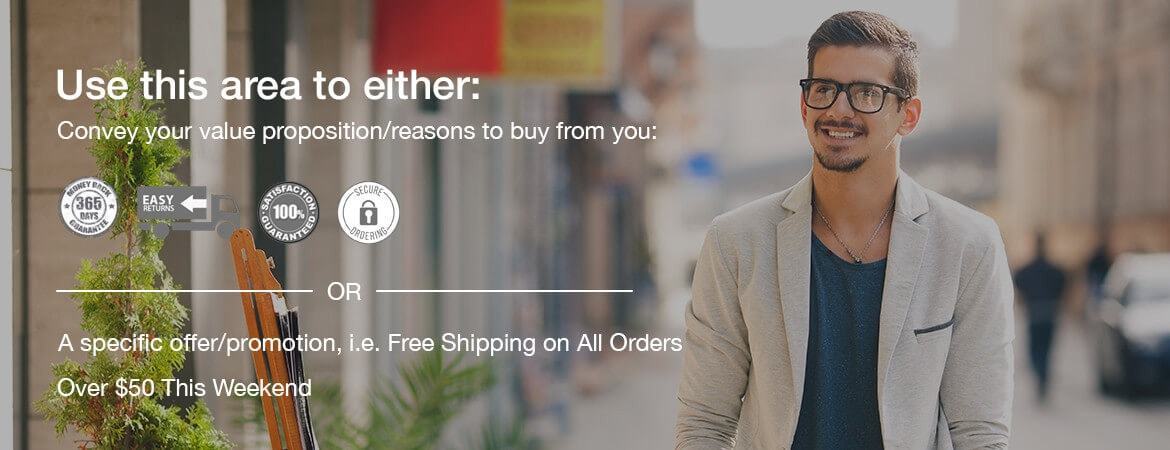 Use this area to either:
Convey your value proposition/reasons to buy from you:
MONEY BACK
365
DAYS
GUARANTEE
EASY
RETURNS
SATISFACTION
100%
GUARANTEED
SECURE
ORDERING
OR
A specific offer/promotion, i.e. Free Shipping on All Orders
Over $50 This Weekend